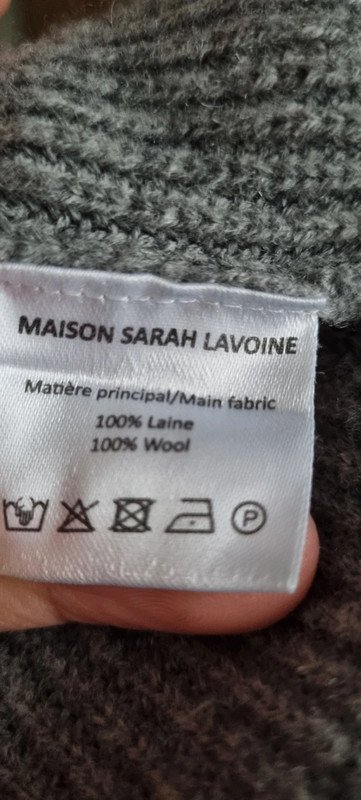 MAISON SARAH LAVOINE
Matière principal/Main fabric
100% Laine
100% Wool
P